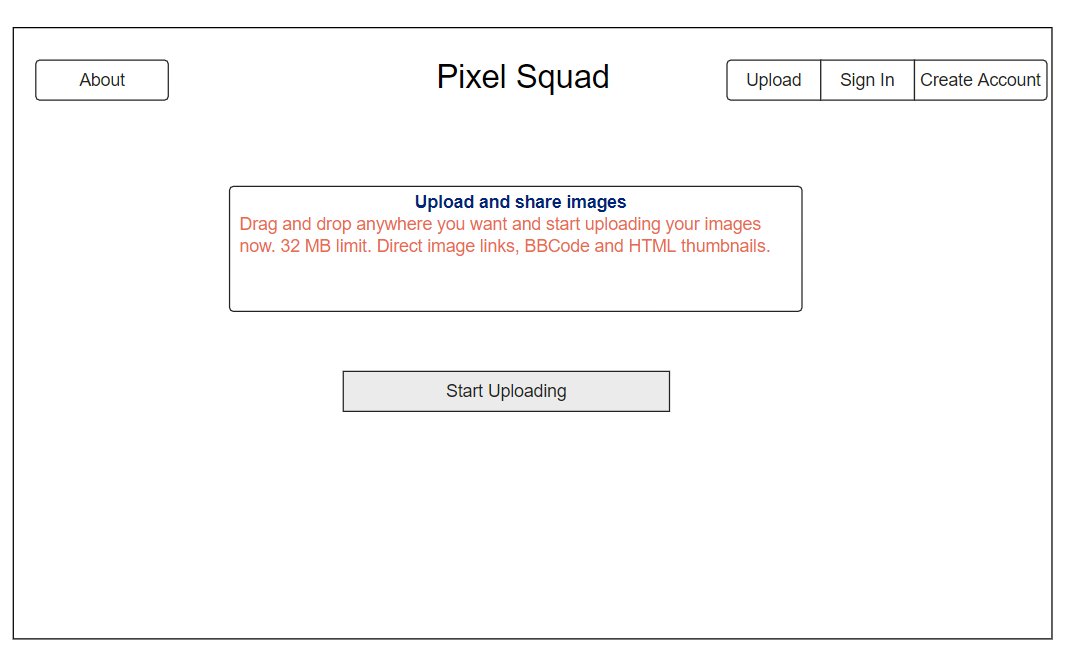 About
Pixel Squad
Upload
Sign In
Create Account
Upload and share images
Drag and drop anywhere you want and start uploading your images
now. 32 MB limit. Direct image links, BBCode and HTML thumbnails.
Start Uploading